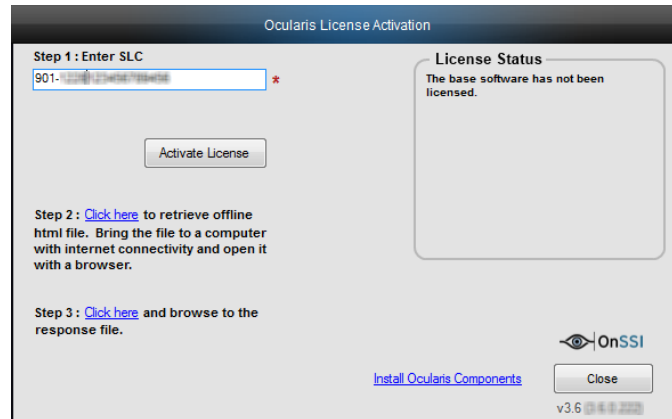 Ocularis License Activation
Step 1 : Enter SLC
901-
*
Activate License
Step 2 : Click here to retrieve offline
html file. Bring the file to a computer
with internet connectivity and open it
with a browser.
Step 3 : Click here and browse to the
response file.
License Status
The base software has not been
licensed.
OnSSI
Install Ocularis Components
Close
v3.6